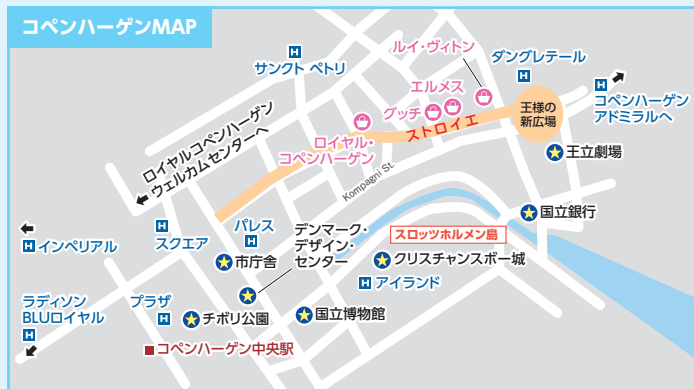 コペンハーゲンMAP
ルイ・ヴィトン
H
サンクト ペトリ
ダングレテール
H
エルメス
グッチ
H
コペンハーゲン
アドミラルへ
王様の
新広場
ストロイエ
ロイヤル・
コペンハーゲン
ロイヤルコペンハーゲン
ウェルカムセンターへ
王立劇場
Kompagni St.
国立銀行
H
スクエア
パレス
H
デンマーク・
デザイン・
センター
スロッツホルメン島
H インペリアル
市庁舎
クリスチャンスボー城
H アイランド
ラディソン
BLUロイヤル
H
プラザ
H
チボリ公園
国立博物館
コペンハーゲン中央駅